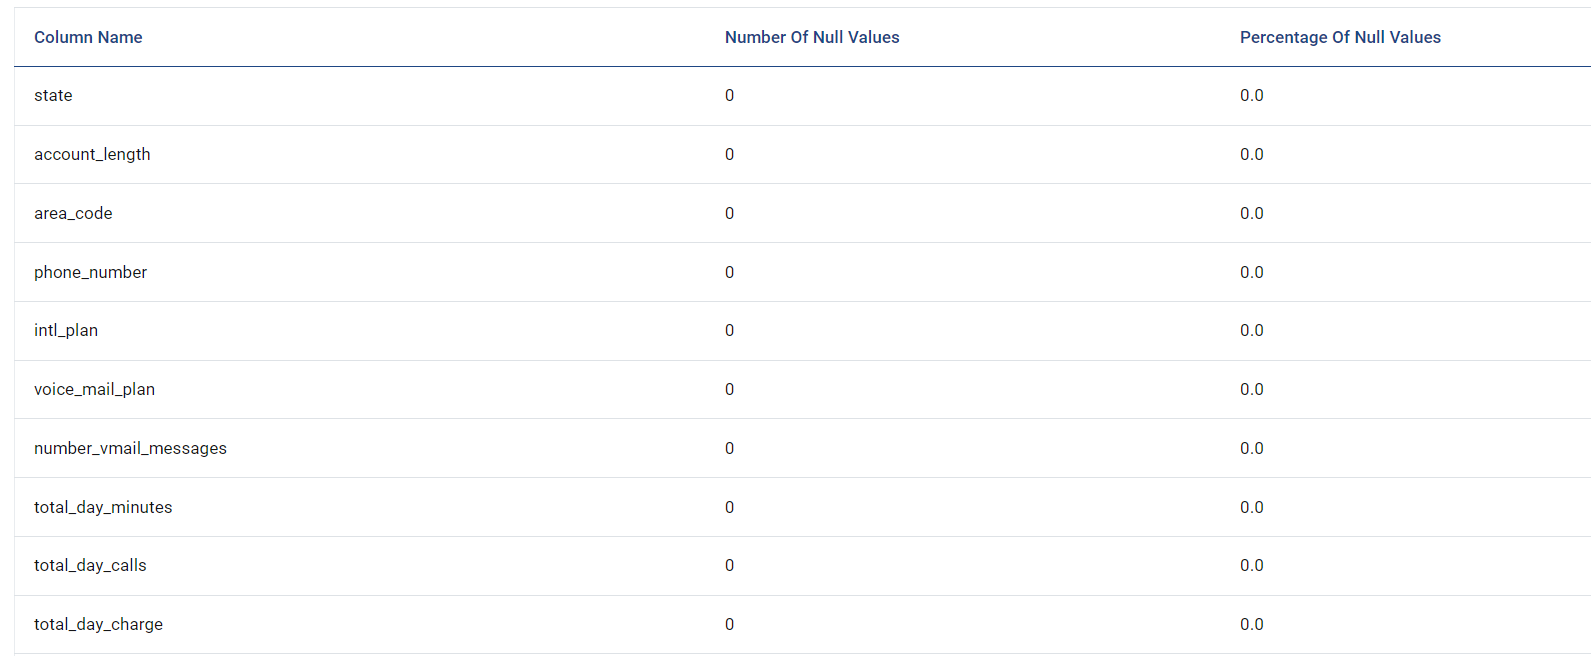 Column Name Number Of Null Values Percentage Of Null Values
state 0 0.0
account_length 0 0.0
area_code 0 0.0
phone_number 0 0.0
intl_plan 0 0.0
voice_mail_plan 0 0.0
number_vmail_messages 0 0.0
total_day_minutes 0 0.0
total_day_calls 0 0.0
total_day_charge 0 0.0